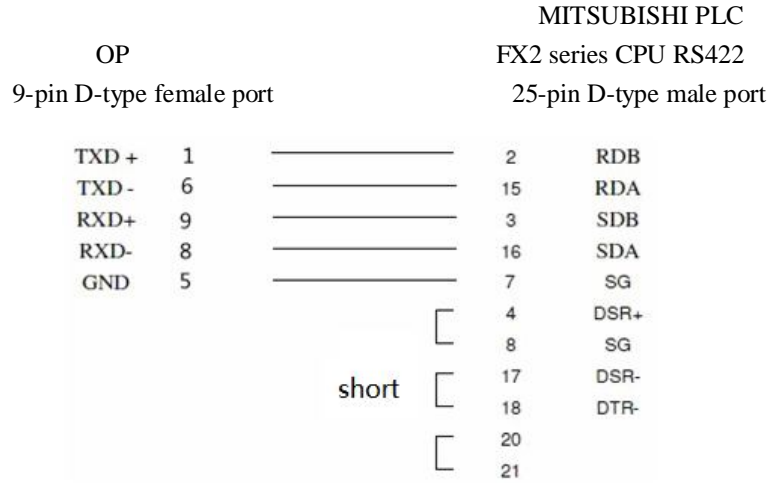 MITSUBISHI PLC
OP FX2 series CPU RS422
9-pin D-type female port 25-pin D-type male port
TXD + 1 2 RDB
TXD - 6 15 RDA
RXD+ 9 3 SDB
RXD- 8 16 SDA
GND 5 7 SG
4 DSR+
8 SG
short
17 DSR-
18 DTR-
20
21